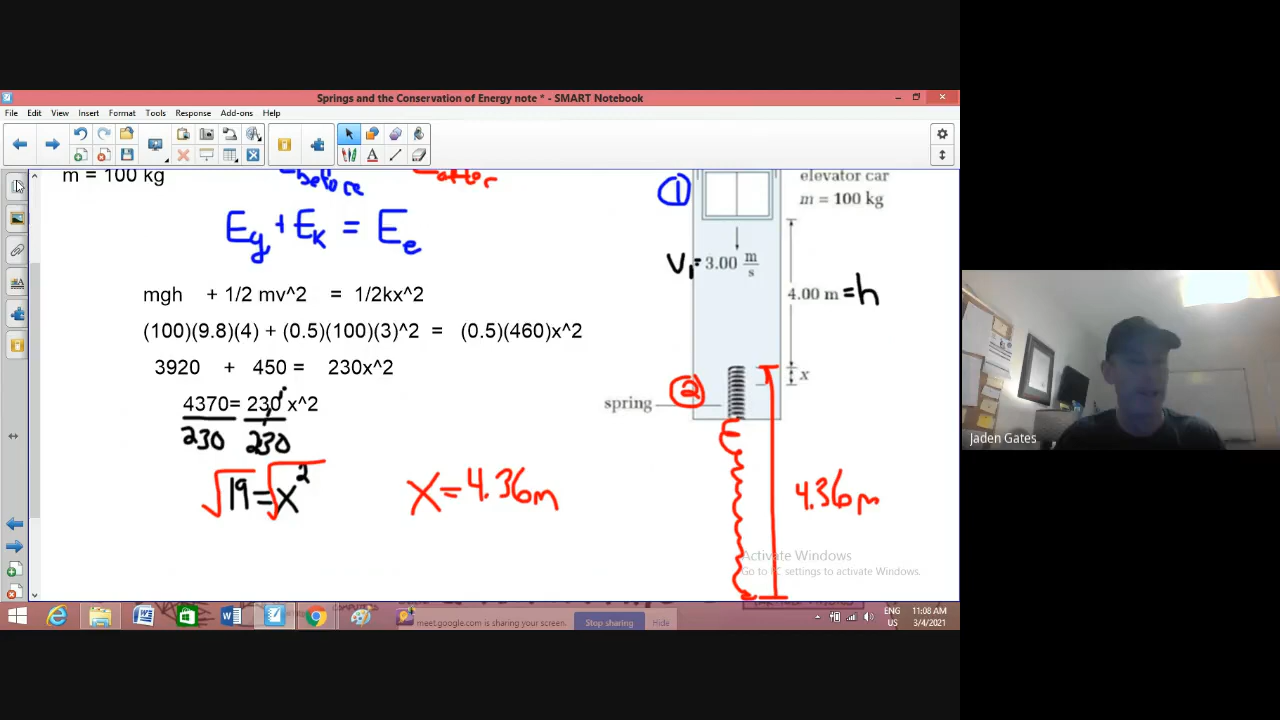 Springs and the Conservation of Energy note * - SMART Notebook
File Edit View Insert Format Tools Response Add-ons Help
m = 100 kg
before
after
① elevator car
m = 100 kg
Eg + Ek = Ee
V1= 3.00 m/s
mgh + 1/2 mv^2 = 1/2kx^2
4.00 m =h
(100)(9.8)(4) + (0.5)(100)(3)^2 = (0.5)(460)x^2
3920 + 450 = 230x^2
② x
4370= 230 x^2
spring
230 230
√19 = √x2
X=4.36m
4.36m
Jaden Gates
Activate Windows
Go to PC settings to activate Windows.
meet.google.com is sharing your screen. Stop sharing Hide
ENG 11:08 AM
US 3/4/2021